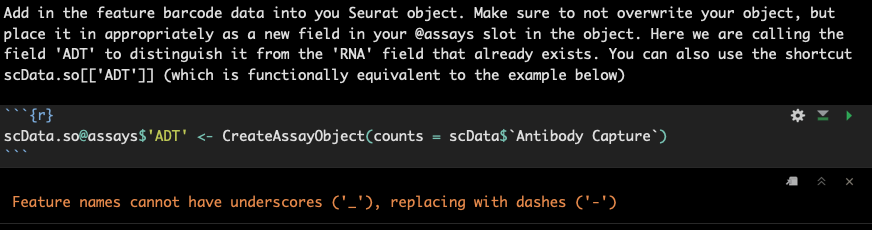 Add in the feature barcode data into you Seurat object. Make sure to not overwrite your object, but
place it in appropriately as a new field in your @assays slot in the object. Here we are calling the
field 'ADT' to distinguish it from the 'RNA' field that already exists. You can also use the shortcut
scData.so[['ADT']] (which is functionally equivalent to the example below)
```{r}
scData.so@assays$'ADT' <- CreateAssayObject(counts = scData$`Antibody Capture`)
```
Feature names cannot have underscores ('_'), replacing with dashes ('-')